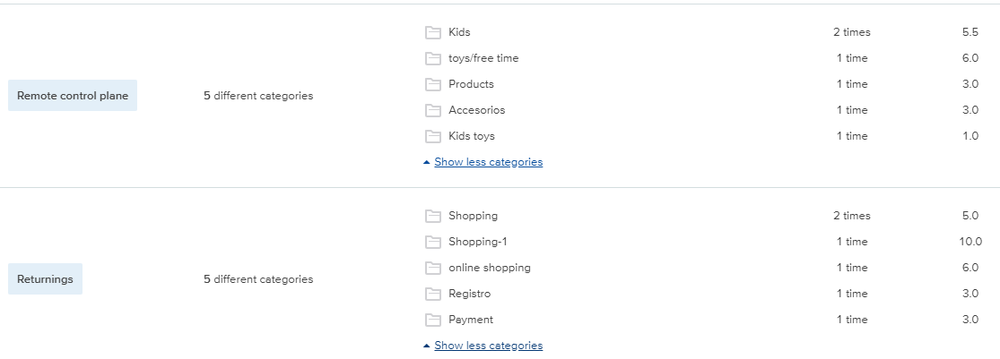 Kids 2 times 5.5
toys/free time 1 time 6.0
Remote control plane 5 different categories Products 1 time 3.0
Accesorios 1 time 3.0
Kids toys 1 time 1.0
Show less categories
Shopping 2 times 5.0
Shopping-1 1 time 10.0
online shopping 1 time 6.0
Returnings 5 different categories Registro 1 time 3.0
Payment 1 time 3.0
Show less categories